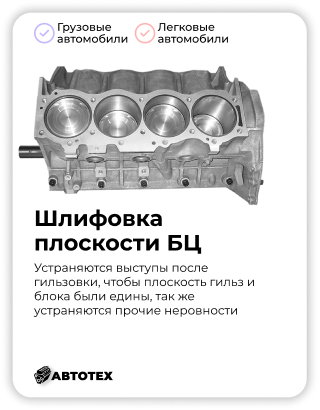 Грузовые
автомобили
Легковые
автомобили
Шлифовка
плоскости БЦ
Устраняются выступы после
гильзовки, чтобы плоскость гильз и
блока были едины, так же
устраняются прочие неровности
АВТОТЕХ